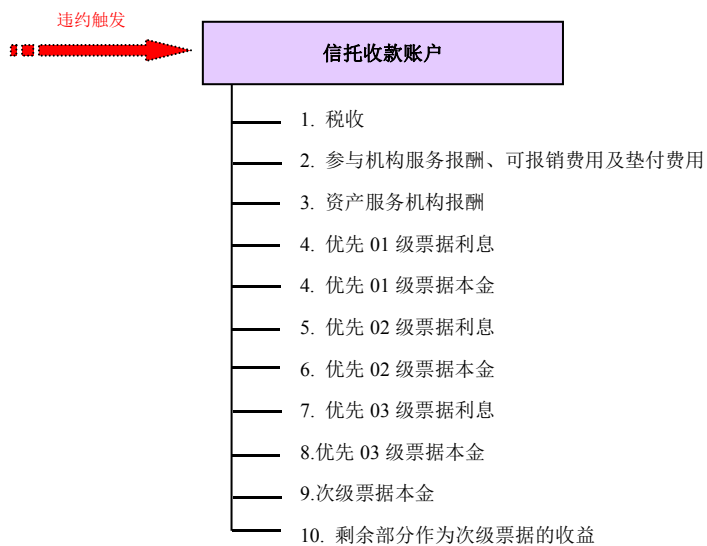 违约触发
信托收款账户
1. 税收
2. 参与机构服务报酬、可报销费用及垫付费用
3. 资产服务机构报酬
4. 优先 01 级票据利息
4. 优先 01 级票据本金
5. 优先 02 级票据利息
6. 优先 02 级票据本金
7. 优先 03 级票据利息
8.优先 03 级票据本金
9.次级票据本金
10. 剩余部分作为次级票据的收益